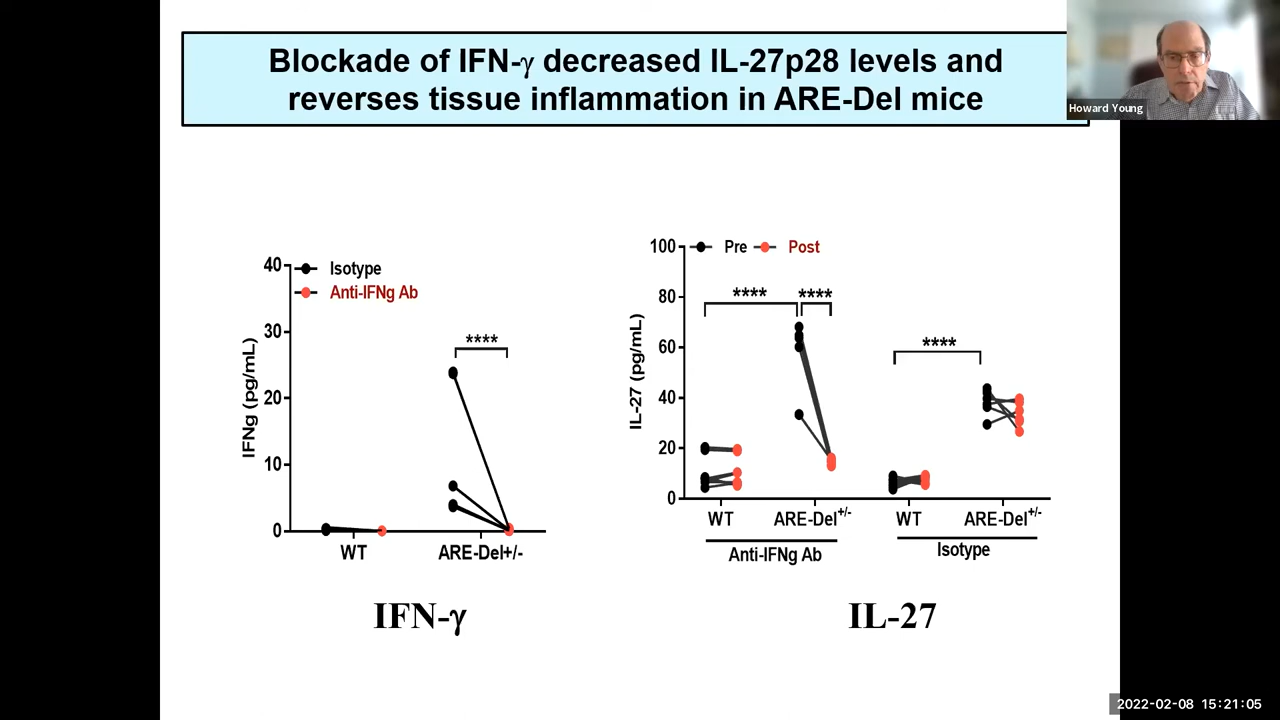 Blockade of IFN-γ decreased IL-27p28 levels and
reverses tissue inflammation in ARE-Del mice
Howard Young
40
30
20
10
0
IFNg (pg/mL)
Isotype
Anti-IFNg Ab
****
WT
ARE-Del+/-
IFN-γ
100
80
60
40
20
0
IL-27 (pg/mL)
Pre
Post
****
****
****
WT
ARE-Del+/-
WT
ARE-Del+/-
Anti-IFNg Ab
Isotype
IL-27
2022-02-08 15:21:05